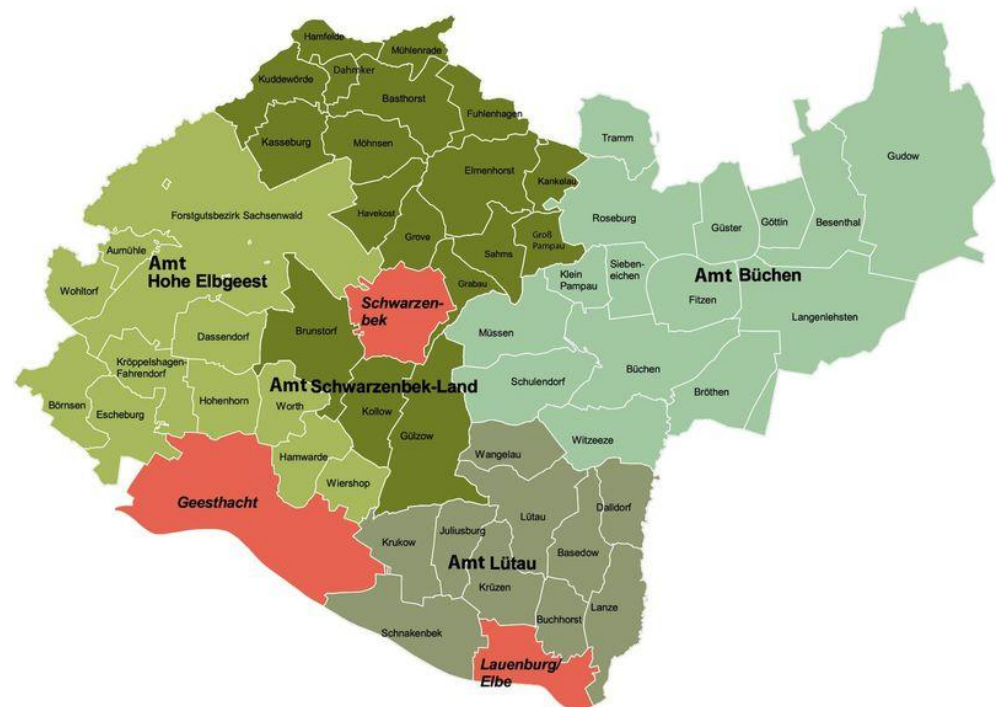 Hamfelde
Mühlenrade
Kuddewörde
Dahmker
Basthorst
Fuhlenhagen
Kasseburg
Möhnsen
Tramm
Gudow
Elmenhorst
Kankelau
Forstgutsbezirk Sachsenwald
Havekost
Roseburg
Güster
Göttin
Besenthal
Grove
Groß
Pampau
Aumühle
Sahms
Amt
Hohe Elbgeest
Sieben-
eichen
Klein
Pampau
Amt Büchen
Wohltorf
Grabau
Fitzen
Schwarzen-
bek
Langenlehsten
Brunstorf
Dassendorf
Müssen
Kröppelshagen-
Fahrendorf
Büchen
Amt Schwarzenbek-Land
Schulendorf
Bröthen
Börnsen
Escheburg
Hohenhorn
Worth
Kollow
Gülzow
Witzeeze
Hamwarde
Wangelau
Wiershop
Geesthacht
Dalldorf
Lütau
Juliusburg
Krukow
Basedow
Amt Lütau
Krüzen
Lanze
Buchhorst
Schnakenbek
Lauenburg/
Elbe